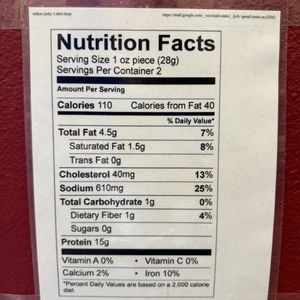 Nutrition Facts
Serving Size 1 oz piece (28g)
Servings Per Container 2
Amount Per Serving
Calories 110 Calories from Fat 40
% Daily Value*
Total Fat 4.5g 7%
Saturated Fat 1.5g 8%
Trans Fat 0g
Cholesterol 40mg 13%
Sodium 610mg 25%
Total Carbohydrate 1g 0%
Dietary Fiber 1g 4%
Sugars 0g
Protein 15g
Vitamin A 0% • Vitamin C 0%
Calcium 2% • Iron 10%
*Percent Daily Values are based on a 2,000 calorie
diet.